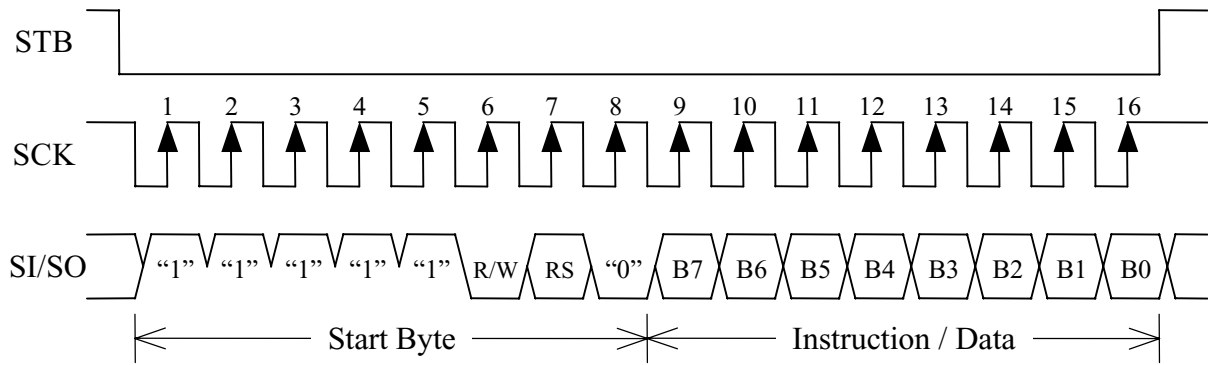 STB
1 2 3 4 5 6 7 8 9 10 11 12 13 14 15 16
SCK
SI/SO “1” “1” “1” “1” “1” R/W RS “0” B7 B6 B5 B4 B3 B2 B1 B0
Start Byte Instruction / Data